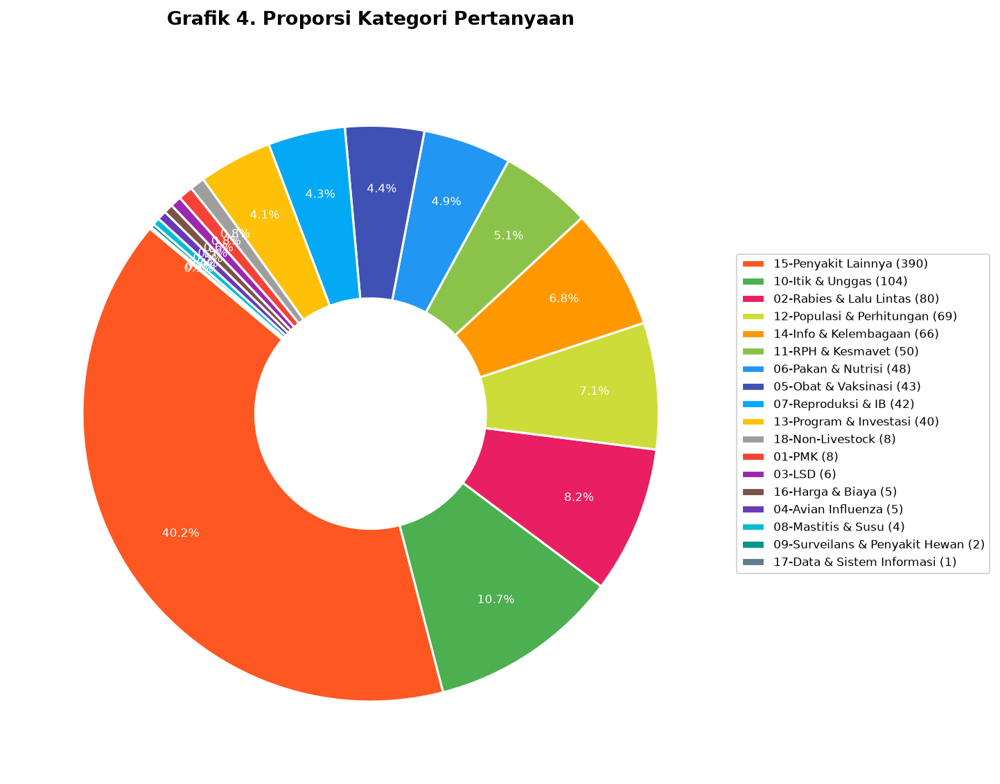 Grafik 4. Proporsi Kategori Pertanyaan
4.4%
4.3%
4.9%
4.1%
5.1%
0.8%
0.8%
6.8%
7.1%
8.2%
40.2%
10.7%
15-Penyakit Lainnya (390)
10-Itik & Unggas (104)
02-Rabies & Lalu Lintas (80)
12-Populasi & Perhitungan (69)
14-Info & Kelembagaan (66)
11-RPH & Kesmavet (50)
06-Pakan & Nutrisi (48)
05-Obat & Vaksinasi (43)
07-Reproduksi & IB (42)
13-Program & Investasi (40)
18-Non-Livestock (8)
01-PMK (8)
03-LSD (6)
16-Harga & Biaya (5)
04-Avian Influenza (5)
08-Mastitis & Susu (4)
09-Surveilans & Penyakit Hewan (2)
17-Data & Sistem Informasi (1)